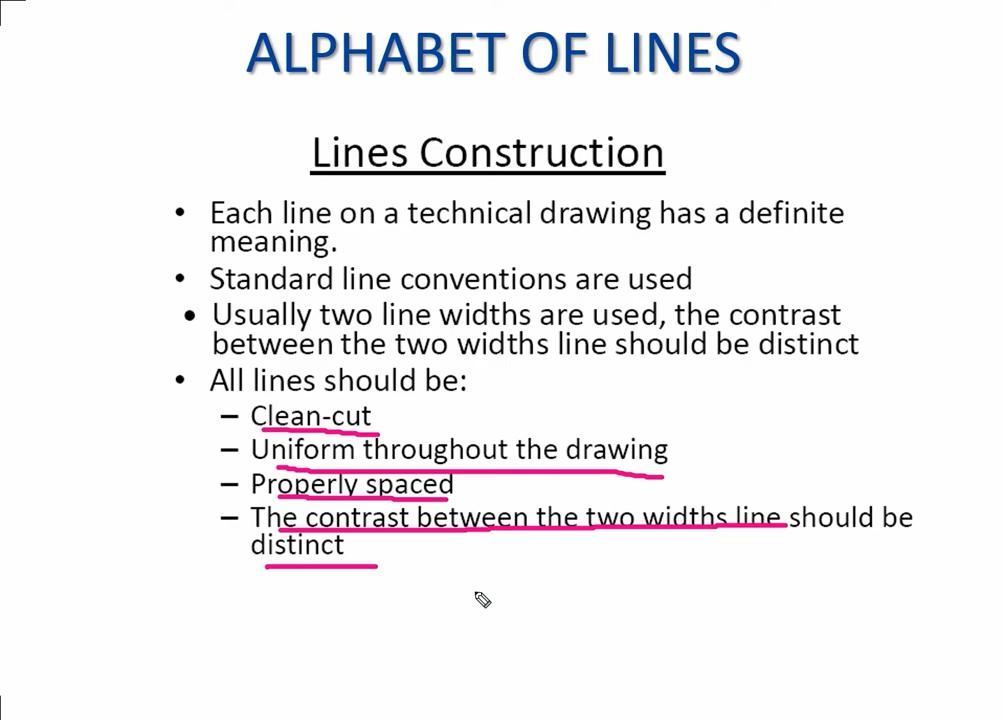 ALPHABET OF LINES
Lines Construction
• Each line on a technical drawing has a definite
meaning.
• Standard line conventions are used
• Usually two line widths are used, the contrast
between the two widths line should be distinct
• All lines should be:
– Clean-cut
– Uniform throughout the drawing
– Properly spaced
– The contrast between the two widths line should be
distinct